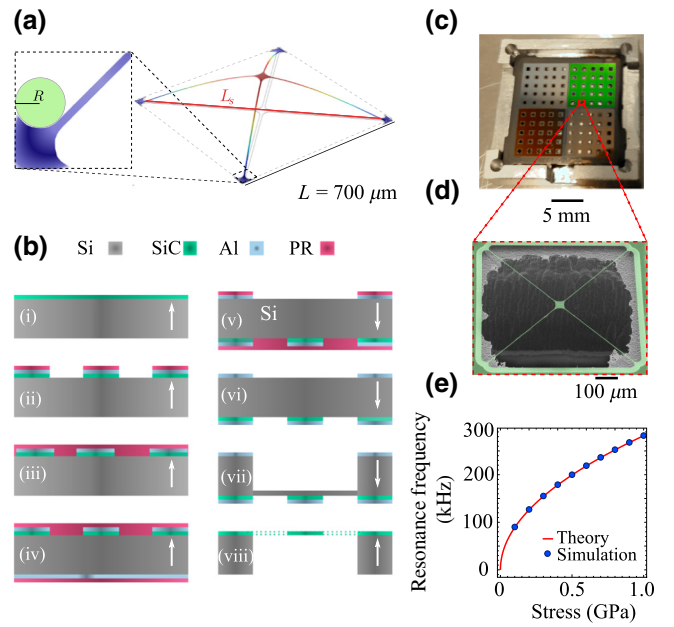 (a)
R
Ls
L = 700 μm
(b)
Si SiC Al PR
(i)
(ii)
(iii)
(iv)
(v)
Si
(vi)
(vii)
(viii)
(c)
5 mm
(d)
100 μm
(e)
Resonance frequency
(kHz)
300
200
100
0
Theory
Simulation
0 0.5 1.0
Stress (GPa)